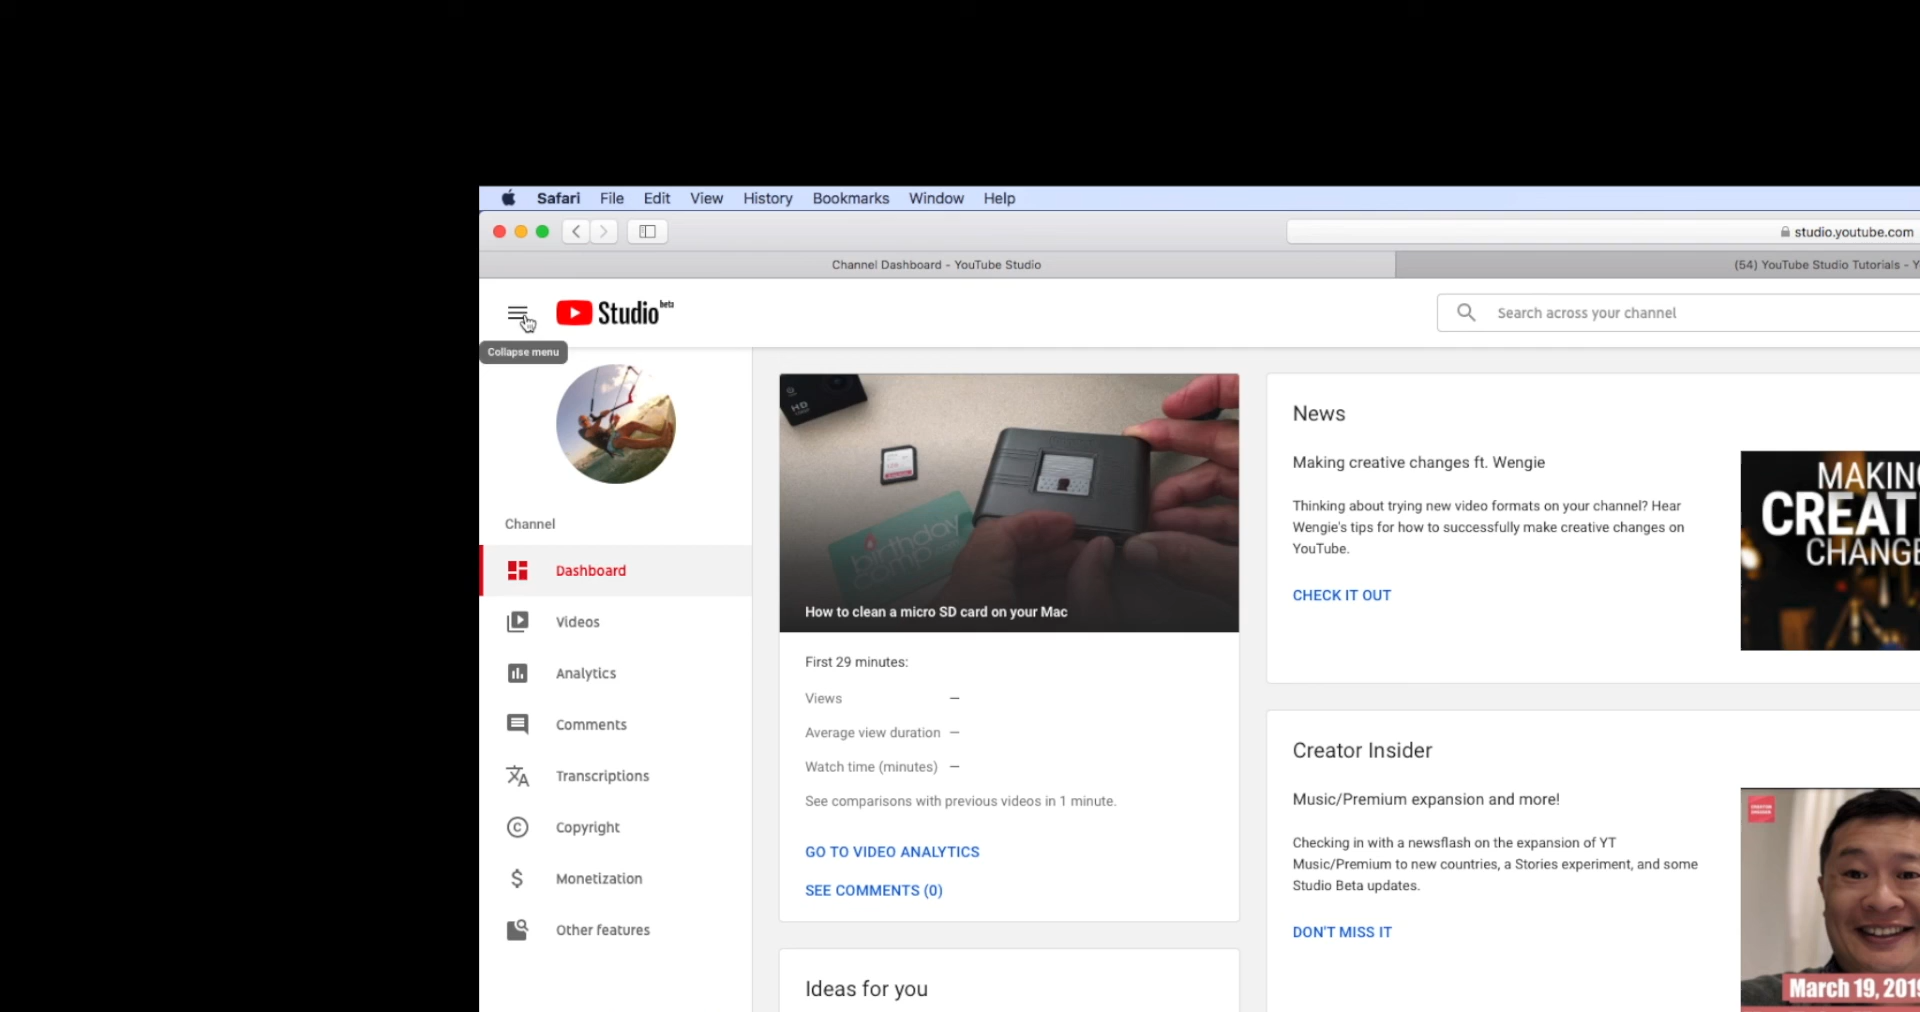 Safari File Edit View History Bookmarks Window Help
studio.youtube.com
Channel Dashboard - YouTube Studio
(54) YouTube Studio Tutorials - Y
Studio beta
Search across your channel
Collapse menu
Channel
Dashboard
Videos
Analytics
Comments
Transcriptions
Copyright
Monetization
Other features
HD
birthday
comp
How to clean a micro SD card on your Mac
First 29 minutes:
Views —
Average view duration —
Watch time (minutes) —
See comparisons with previous videos in 1 minute.
GO TO VIDEO ANALYTICS
SEE COMMENTS (0)
Ideas for you
News
Making creative changes ft. Wengie
Thinking about trying new video formats on your channel? Hear
Wengie's tips for how to successfully make creative changes on
YouTube.
CHECK IT OUT
MAKING
CREAT
CHANGE
Creator Insider
Music/Premium expansion and more!
Checking in with a newsflash on the expansion of YT
Music/Premium to new countries, a Stories experiment, and some
Studio Beta updates.
DON'T MISS IT
March 19, 2019